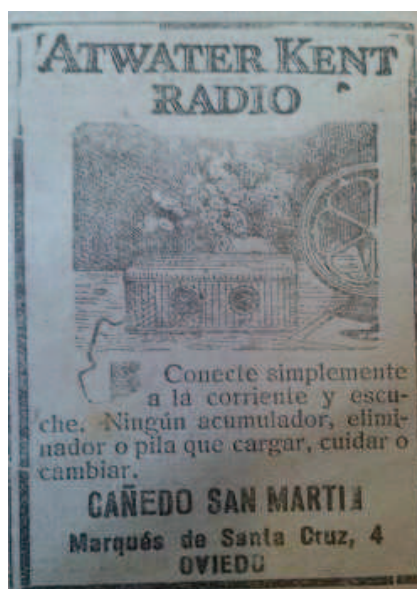 ATWATER KENT
RADIO
Conecte simplemente
a la corriente y escu-
che. Ningún acumulador, elimi-
nador o pila que cargar, cuidar o
cambiar.
CAÑEDO SAN MARTIN
Marqués de Santa Cruz, 4
OVIEDO